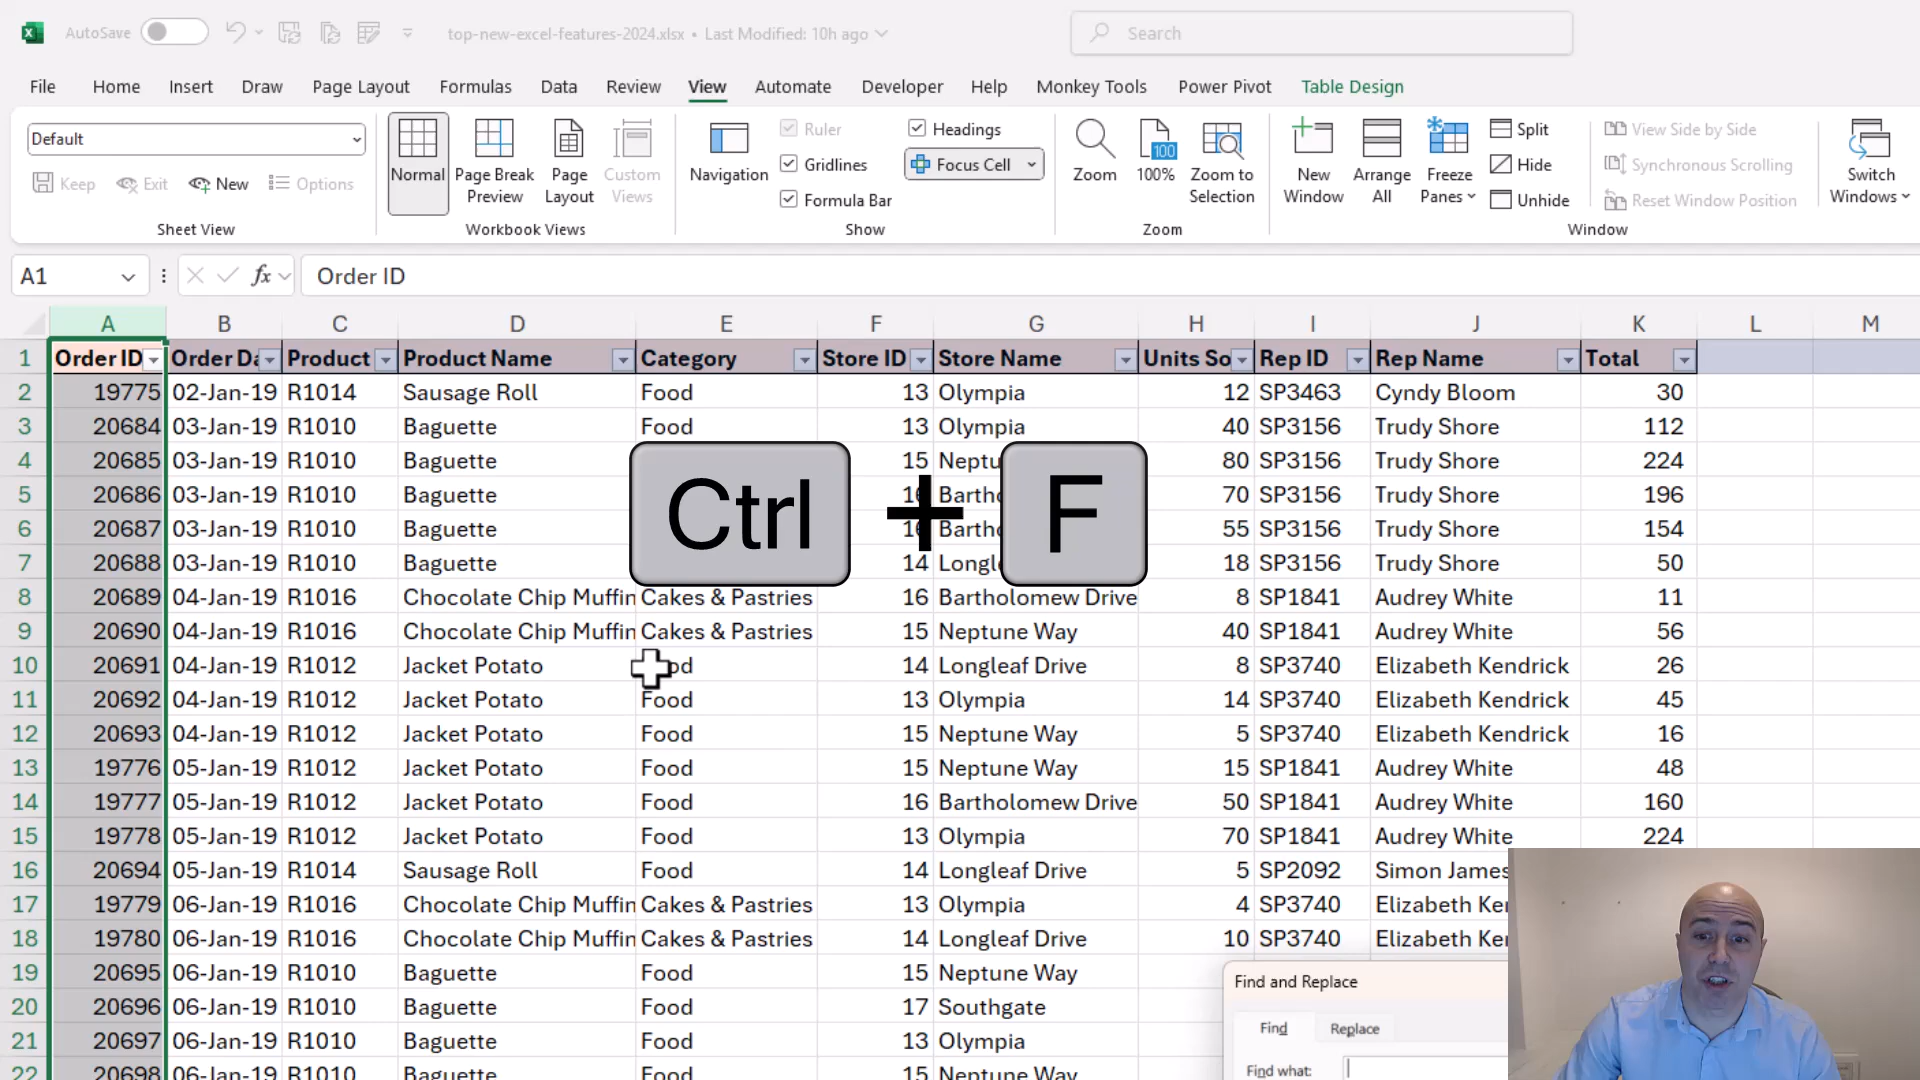 AutoSave top-new-excel-features-2024.xlsx • Last Modified: 10h ago Search
File Home Insert Draw Page Layout Formulas Data Review View Automate Developer Help Monkey Tools Power Pivot Table Design
Default
Keep Exit New Options
Sheet View
Normal Page Break Preview Page Layout Custom Views
Workbook Views
Navigation
Ruler Headings
Gridlines Focus Cell
Formula Bar
Show
Zoom 100% Zoom to Selection
100
Zoom
New Window Arrange All Freeze Panes
Split
Hide
Unhide
View Side by Side
Synchronous Scrolling
Reset Window Position
Switch Windows
Window
A1 fx Order ID
A B C D E F G H I J K L M
1 Order ID Order Da Product Product Name Category Store ID Store Name Units So Rep ID Rep Name Total
2 19775 02-Jan-19 R1014 Sausage Roll Food 13 Olympia 12 SP3463 Cyndy Bloom 30
3 20684 03-Jan-19 R1010 Baguette Food 13 Olympia 40 SP3156 Trudy Shore 112
4 20685 03-Jan-19 R1010 Baguette 15 Neptu 80 SP3156 Trudy Shore 224
5 20686 03-Jan-19 R1010 Baguette 16 Bartho 70 SP3156 Trudy Shore 196
6 20687 03-Jan-19 R1010 Baguette 16 Bartho 55 SP3156 Trudy Shore 154
7 20688 03-Jan-19 R1010 Baguette 14 Longl 18 SP3156 Trudy Shore 50
Ctrl + F
8 20689 04-Jan-19 R1016 Chocolate Chip Muffin Cakes & Pastries 16 Bartholomew Drive 8 SP1841 Audrey White 11
9 20690 04-Jan-19 R1016 Chocolate Chip Muffin Cakes & Pastries 15 Neptune Way 40 SP1841 Audrey White 56
10 20691 04-Jan-19 R1012 Jacket Potato od 14 Longleaf Drive 8 SP3740 Elizabeth Kendrick 26
11 20692 04-Jan-19 R1012 Jacket Potato Food 13 Olympia 14 SP3740 Elizabeth Kendrick 45
12 20693 04-Jan-19 R1012 Jacket Potato Food 15 Neptune Way 5 SP3740 Elizabeth Kendrick 16
13 19776 05-Jan-19 R1012 Jacket Potato Food 15 Neptune Way 15 SP1841 Audrey White 48
14 19777 05-Jan-19 R1012 Jacket Potato Food 16 Bartholomew Drive 50 SP1841 Audrey White 160
15 19778 05-Jan-19 R1012 Jacket Potato Food 13 Olympia 70 SP1841 Audrey White 224
16 20694 05-Jan-19 R1014 Sausage Roll Food 14 Longleaf Drive 5 SP2092 Simon James
17 19779 06-Jan-19 R1016 Chocolate Chip Muffin Cakes & Pastries 13 Olympia 4 SP3740 Elizabeth Ke
18 19780 06-Jan-19 R1016 Chocolate Chip Muffin Cakes & Pastries 14 Longleaf Drive 10 SP3740 Elizabeth Ke
19 20695 06-Jan-19 R1010 Baguette Food 15 Neptune Way
20 20696 06-Jan-19 R1010 Baguette Food 17 Southgate
21 20697 06-Jan-19 R1010 Baguette Food 13 Olympia
22 20698 06-Jan-19 R1010 Baguette Food 15 Neptune Way
Find and Replace
Find Replace
Find what: